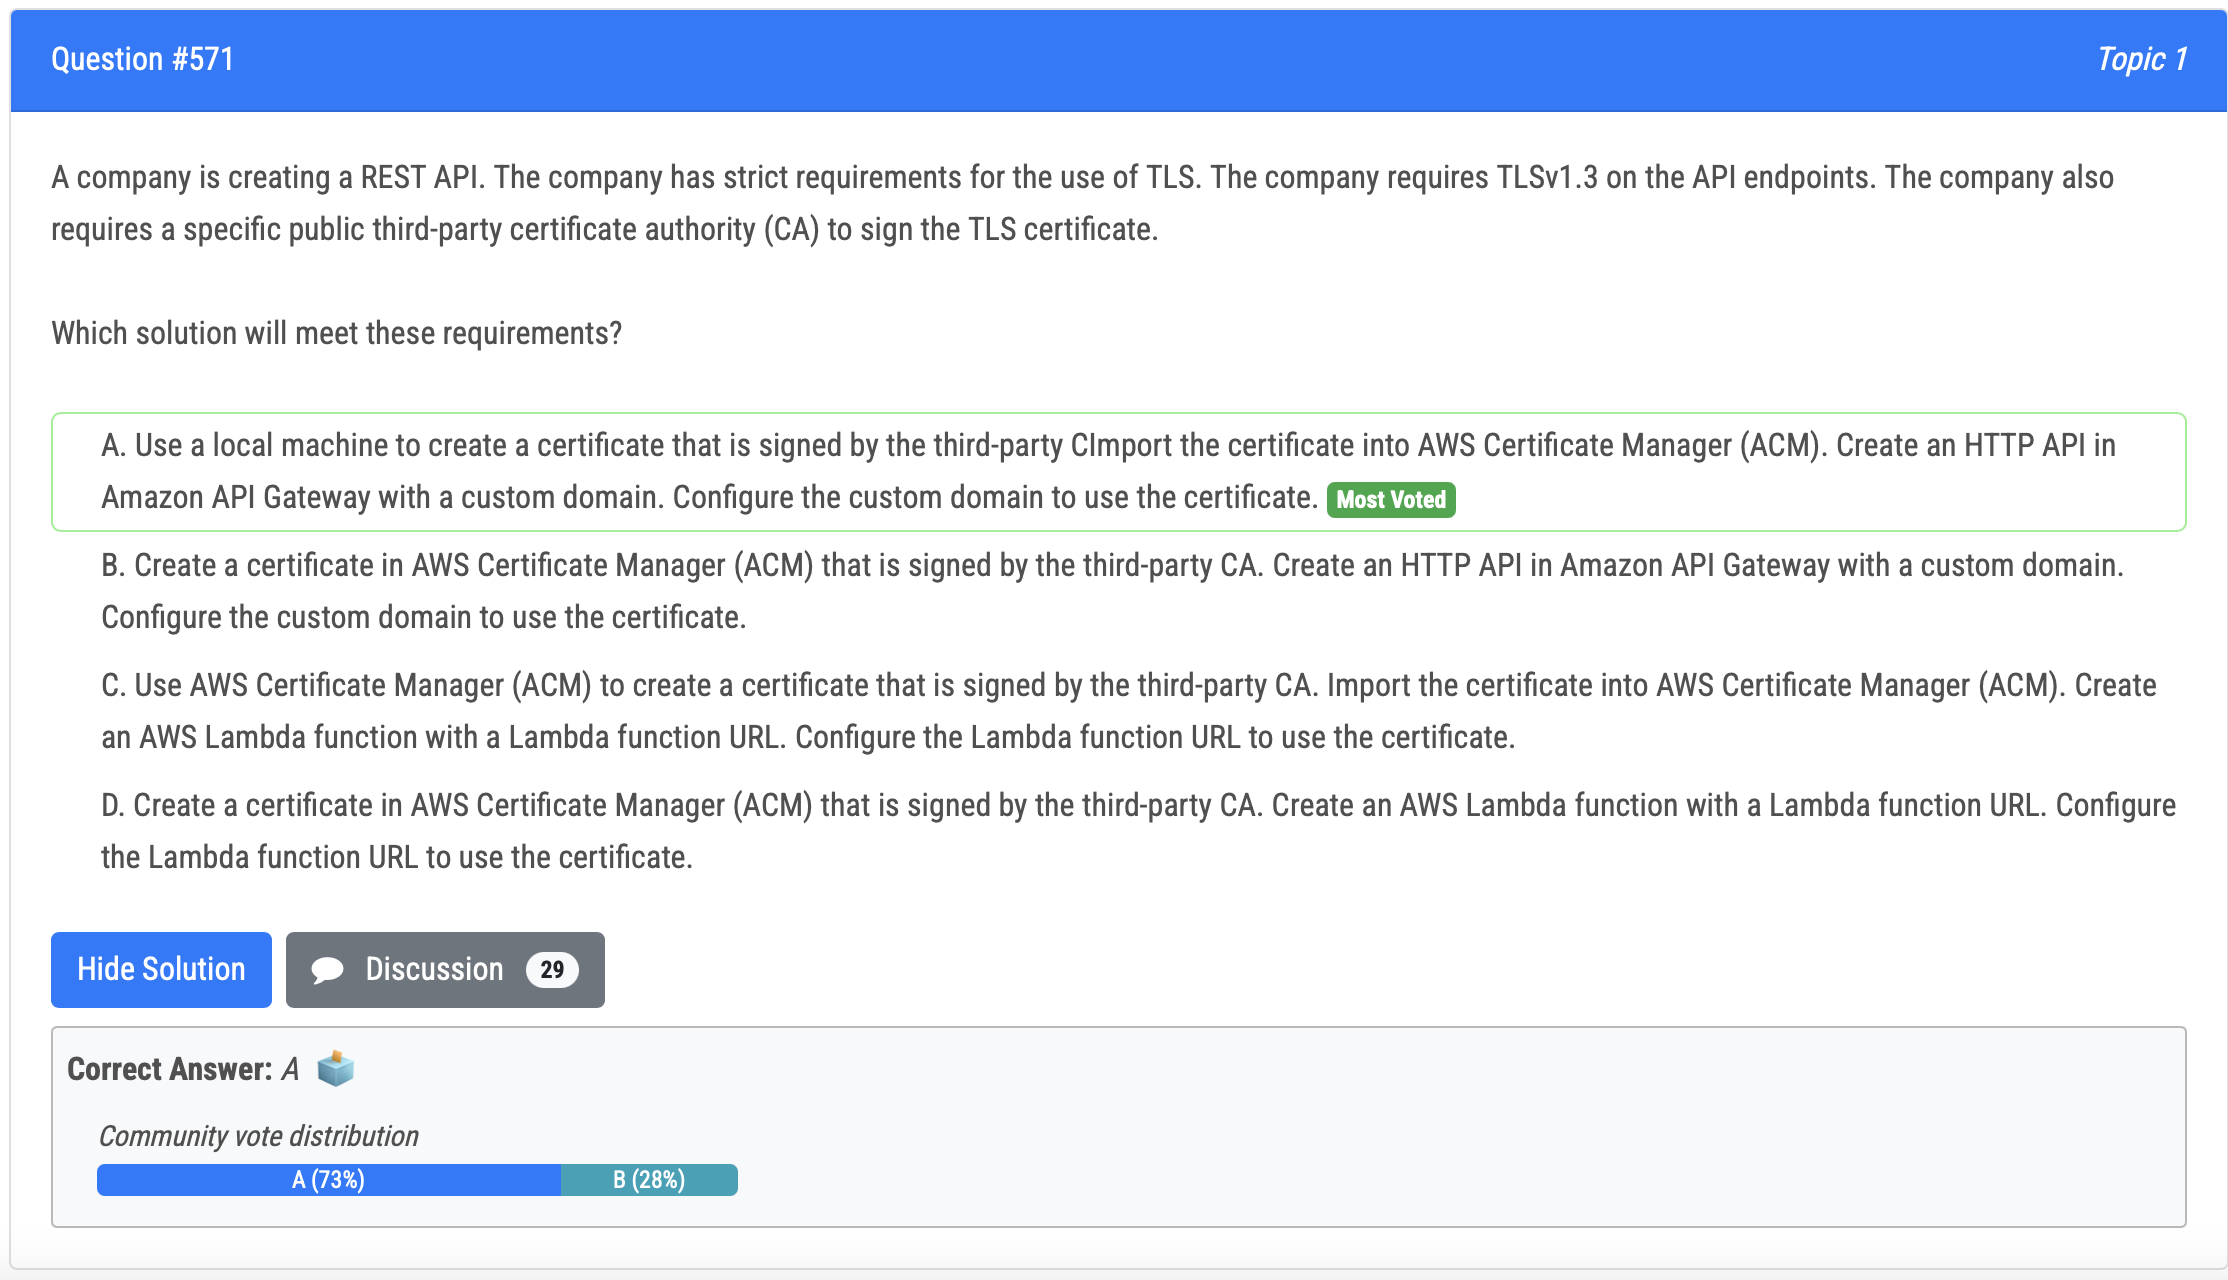 Question #571
Topic 1
A company is creating a REST API. The company has strict requirements for the use of TLS. The company requires TLSv1.3 on the API endpoints. The company also
requires a specific public third-party certificate authority (CA) to sign the TLS certificate.
Which solution will meet these requirements?
A. Use a local machine to create a certificate that is signed by the third-party CImport the certificate into AWS Certificate Manager (ACM). Create an HTTP API in
Amazon API Gateway with a custom domain. Configure the custom domain to use the certificate. Most Voted
B. Create a certificate in AWS Certificate Manager (ACM) that is signed by the third-party CA. Create an HTTP API in Amazon API Gateway with a custom domain.
Configure the custom domain to use the certificate.
C. Use AWS Certificate Manager (ACM) to create a certificate that is signed by the third-party CA. Import the certificate into AWS Certificate Manager (ACM). Create
an AWS Lambda function with a Lambda function URL. Configure the Lambda function URL to use the certificate.
D. Create a certificate in AWS Certificate Manager (ACM) that is signed by the third-party CA. Create an AWS Lambda function with a Lambda function URL. Configure
the Lambda function URL to use the certificate.
Hide Solution
Discussion 29
Correct Answer: A
Community vote distribution
A (73%)
B (28%)